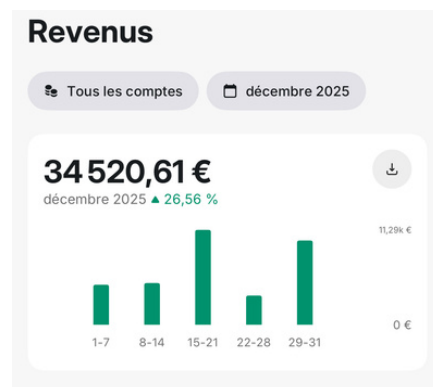 Revenus
Tous les comptes
décembre 2025
34 520,61 €
décembre 2025 ▲ 26,56 %
11,29k €
0 €
1-7 8-14 15-21 22-28 29-31